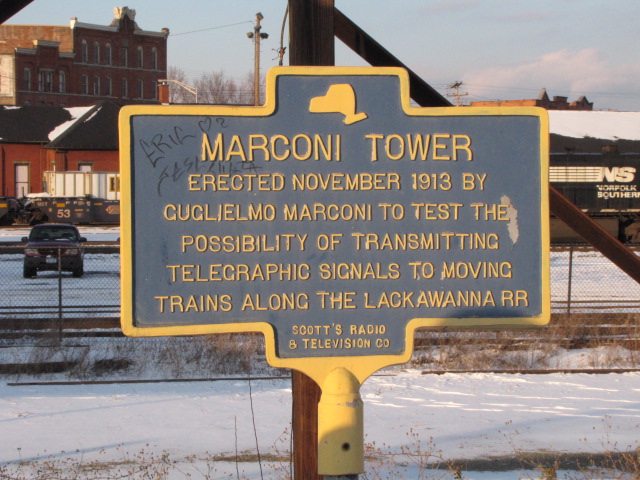 ERIC
MARCONI TOWER
ERECTED NOVEMBER 1913 BY
GUGLIELMO MARCONI TO TEST THE
POSSIBILITY OF TRANSMITTING
TELEGRAPHIC SIGNALS TO MOVING
TRAINS ALONG THE LACKAWANNA RR
SCOTT'S RADIO
& TELEVISION CO
NS
NORFOLK
SOUTHERN
53